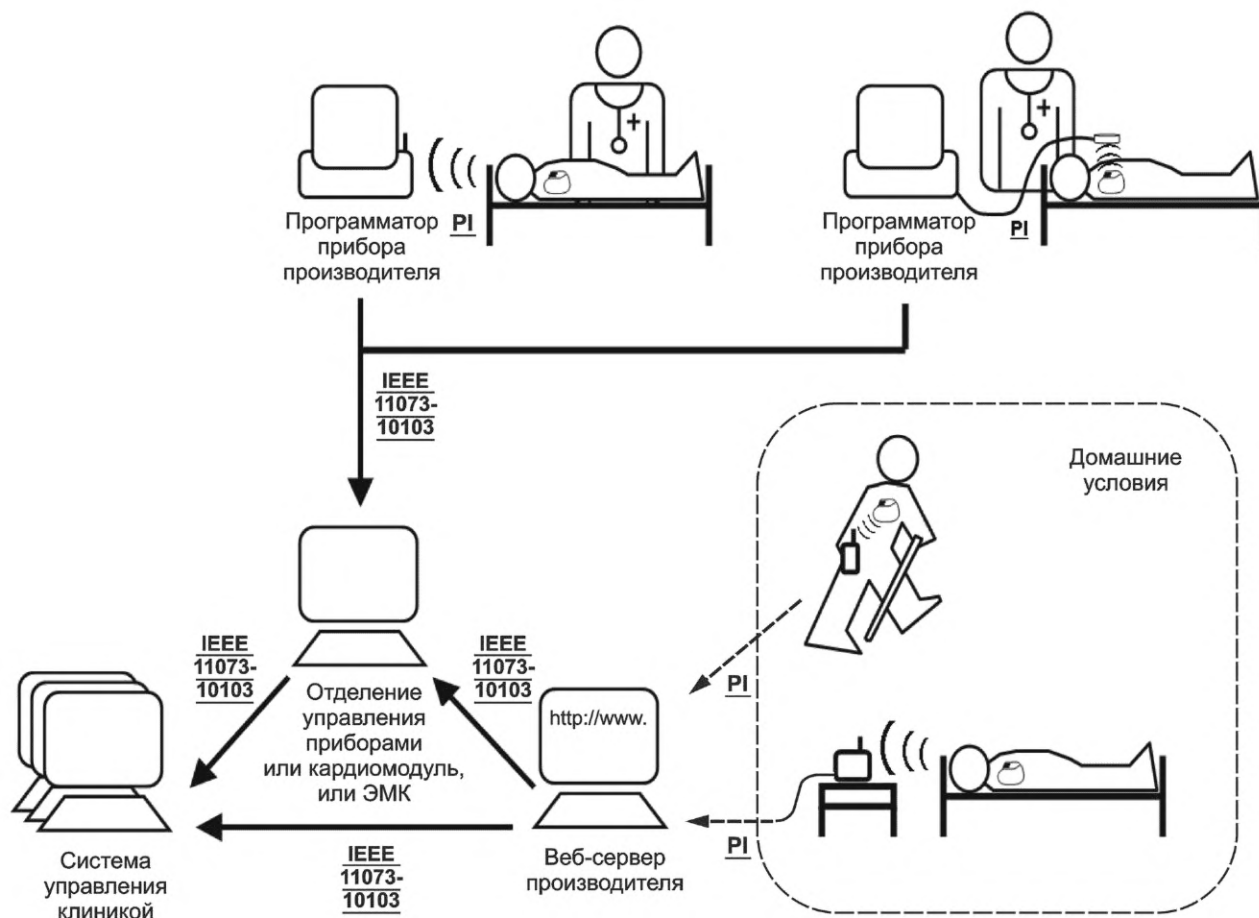 Программатор
прибора
производителя
PI
Программатор
прибора
производителя
PI
IEEE
11073-
10103
Домашние
условия
IEEE
11073-
10103
IEEE
11073-
10103
PI
http://www.
Отделение
управления
приборами
или кардиомодуль,
или ЭМК
PI
IEEE
11073-
10103
Веб-сервер
производителя
Система
управления
клиникой